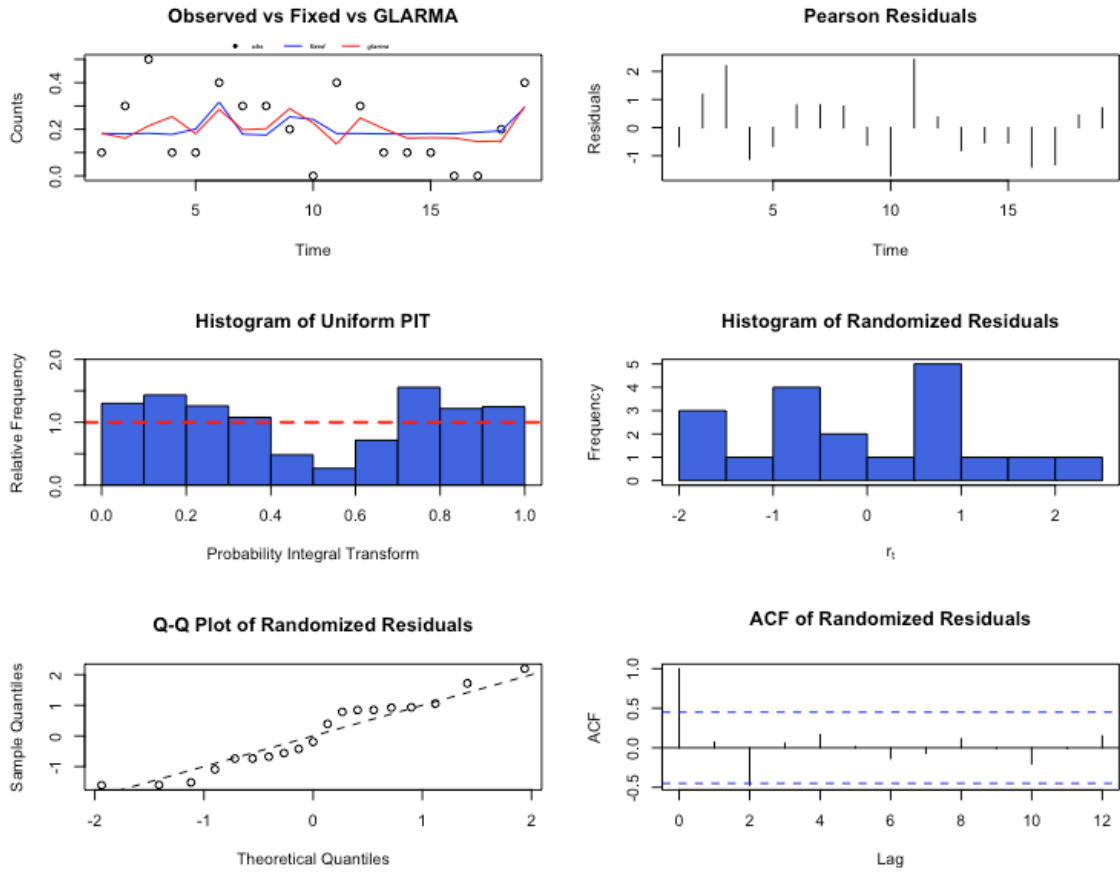 Observed vs Fixed vs GLARMA
obs fixed glarma
Counts
0.0 0.2 0.4
5 10 15
Time
Pearson Residuals
Residuals
-1 0 1 2
5 10 15
Time
Histogram of Uniform PIT
Relative Frequency
0.0 1.0 2.0
0.0 0.2 0.4 0.6 0.8 1.0
Probability Integral Transform
Histogram of Randomized Residuals
Frequency
0 1 2 3 4 5
-2 -1 0 1 2
rₜ
Q-Q Plot of Randomized Residuals
Sample Quantiles
-1 0 1 2
-2 -1 0 1 2
Theoretical Quantiles
ACF of Randomized Residuals
ACF
-0.5 0.0 0.5 1.0
0 2 4 6 8 10 12
Lag